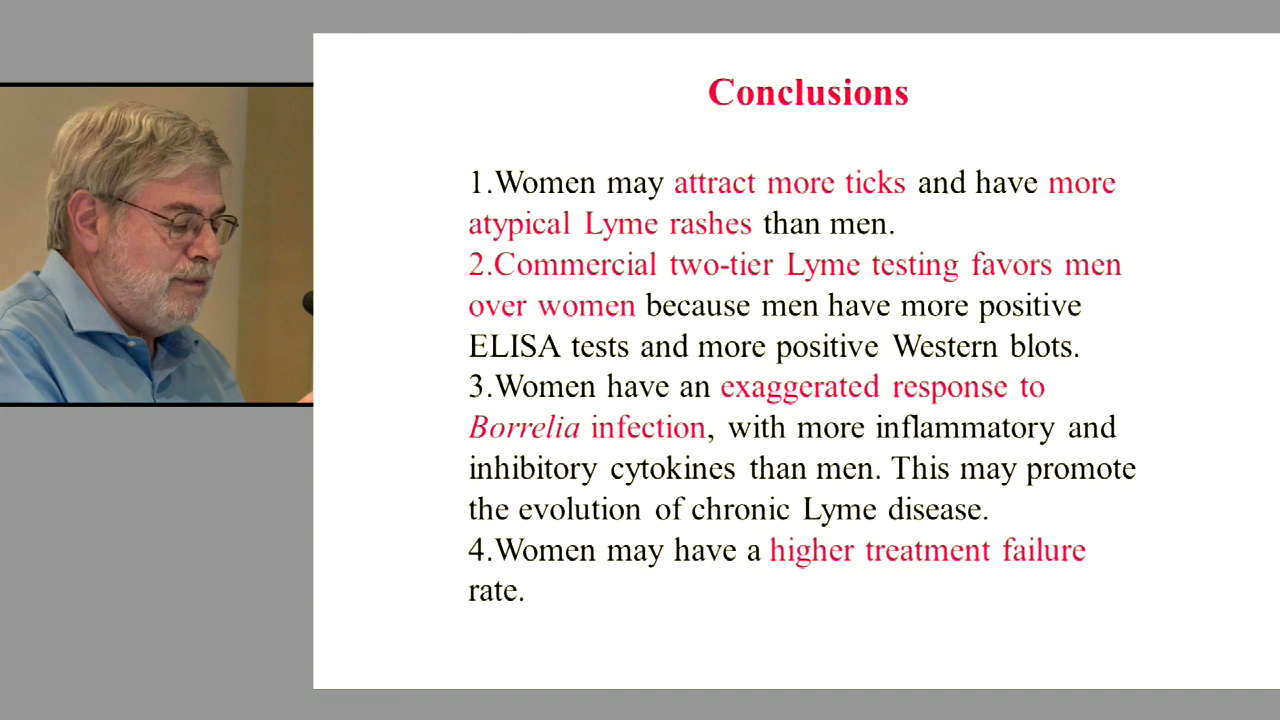 Conclusions
1.Women may attract more ticks and have more
atypical Lyme rashes than men.
2.Commercial two-tier Lyme testing favors men
over women because men have more positive
ELISA tests and more positive Western blots.
3.Women have an exaggerated response to
Borrelia infection, with more inflammatory and
inhibitory cytokines than men. This may promote
the evolution of chronic Lyme disease.
4.Women may have a higher treatment failure
rate.